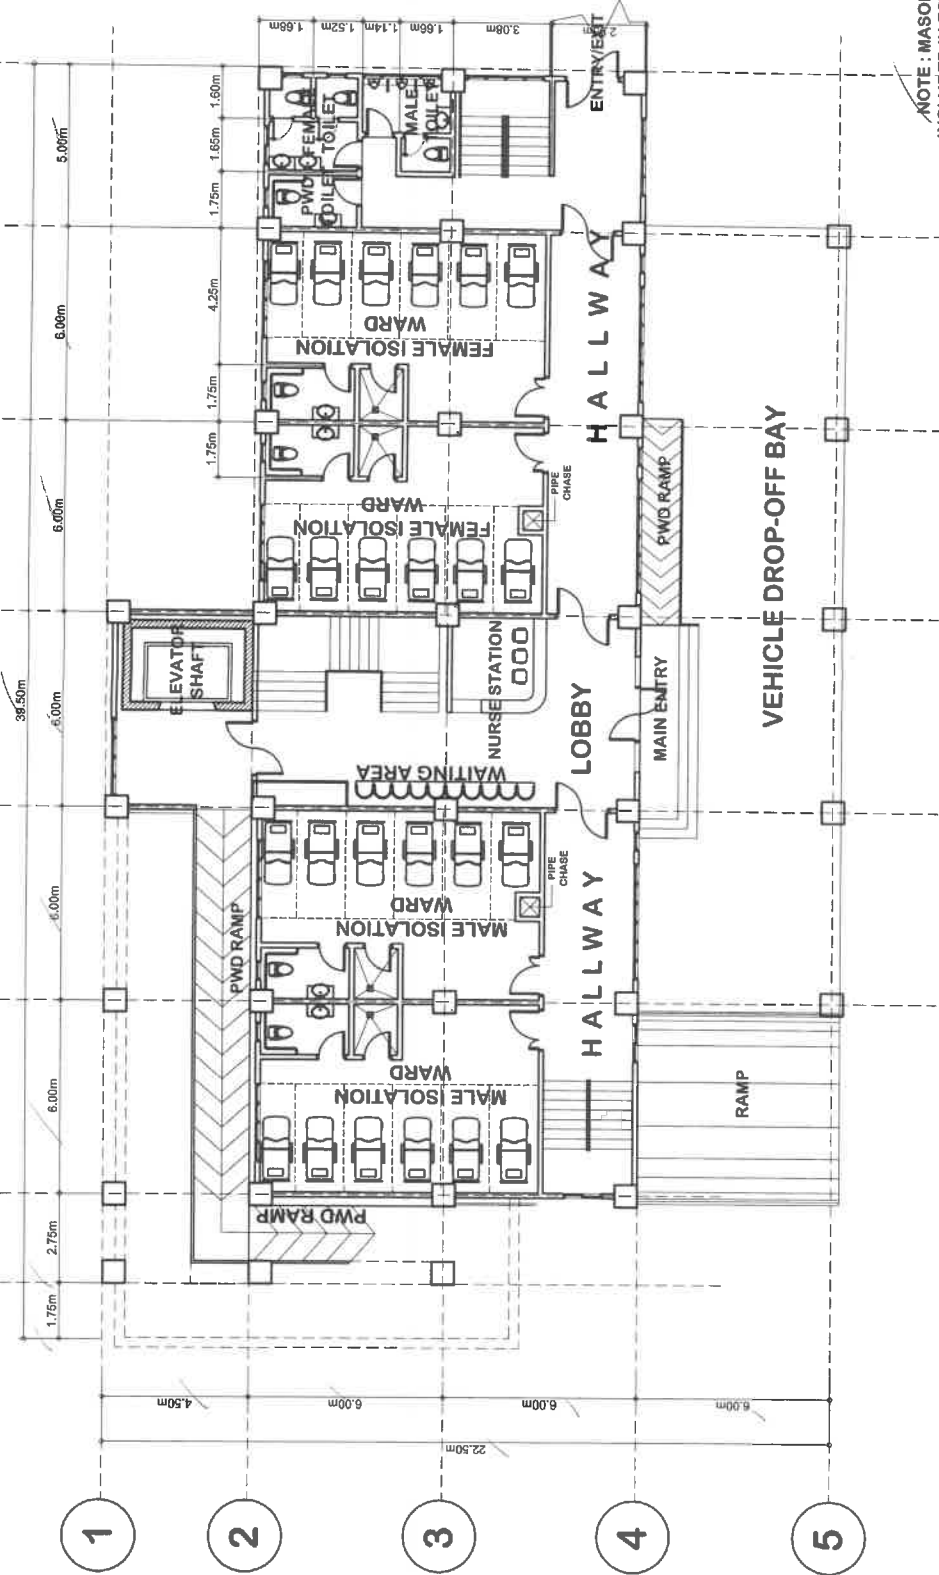 NOTE : MASO
1.68m
1.52m
1.14m
1.66m
3.08m
ENTRY/EXIT
1.60m
1.65m
1.75m
4.25m
1.75m
1.75m
5.00m
6.00m
6.00m
6.00m
6.00m
6.00m
2.75m
1.75m
39.50m
PWD
TOILET
FEMALE
TOILET
MALE
TOILET
FEMALE ISOLATION
WARD
FEMALE ISOLATION
WARD
HALLWAY
PIPE
CHASE
PWD RAMP
VEHICLE DROP-OFF BAY
ELEVATOR
SHAFT
NURSE STATION
LOBBY
MAIN ENTRY
WAITING AREA
MALE ISOLATION
WARD
PIPE
CHASE
HALLWAY
MALE ISOLATION
WARD
PWD RAMP
PWD RAMP
RAMP
4.50m
6.00m
6.00m
6.00m
22.50m
1
2
3
4
5